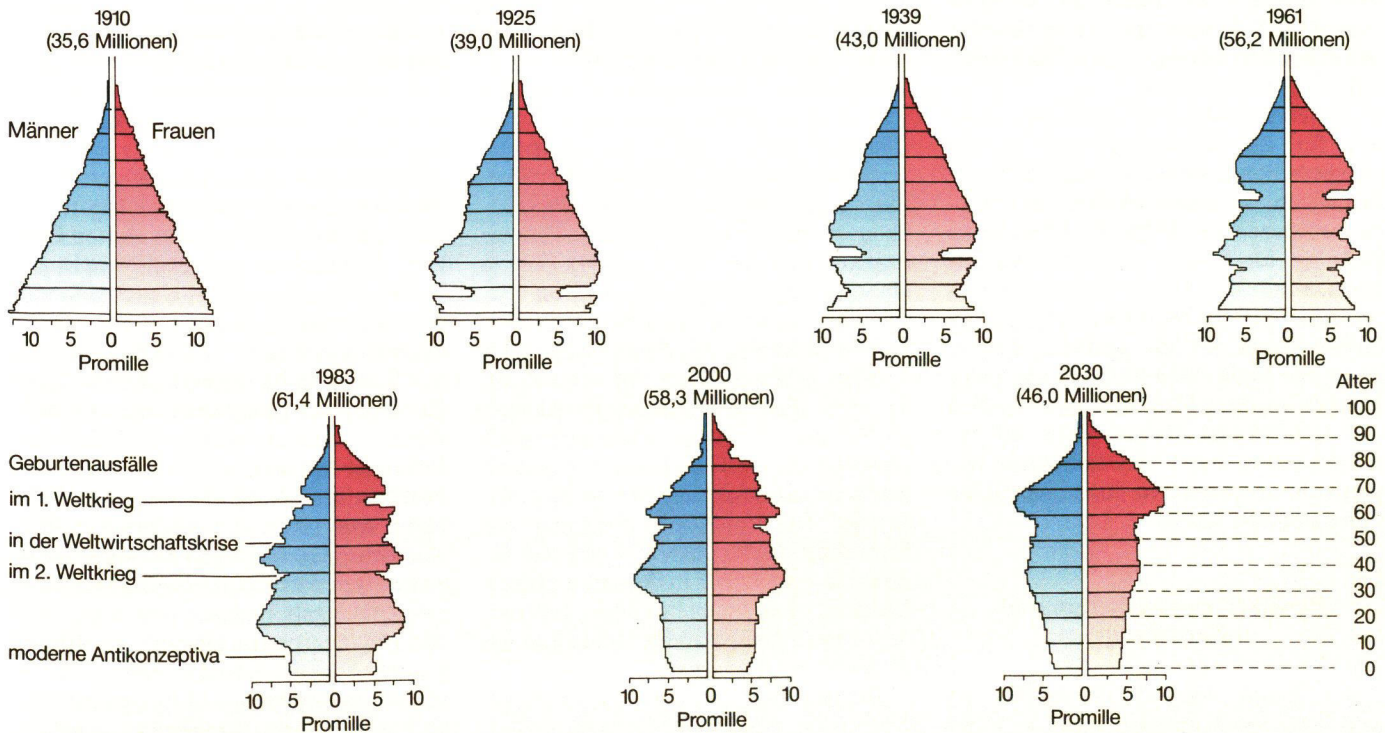 1910
(35,6 Millionen)
Männer Frauen
10 5 0 5 10
Promille
1925
(39,0 Millionen)
10 5 0 5 10
Promille
1939
(43,0 Millionen)
10 5 0 5 10
Promille
1961
(56,2 Millionen)
10 5 0 5 10
Promille
1983
(61,4 Millionen)
Geburtenausfälle
im 1. Weltkrieg
in der Weltwirtschaftskrise
im 2. Weltkrieg
moderne Antikonzeptiva
10 5 0 5 10
Promille
2000
(58,3 Millionen)
10 5 0 5 10
Promille
2030
(46,0 Millionen)
10 5 0 5 10
Promille
Alter
100
90
80
70
60
50
40
30
20
10
0